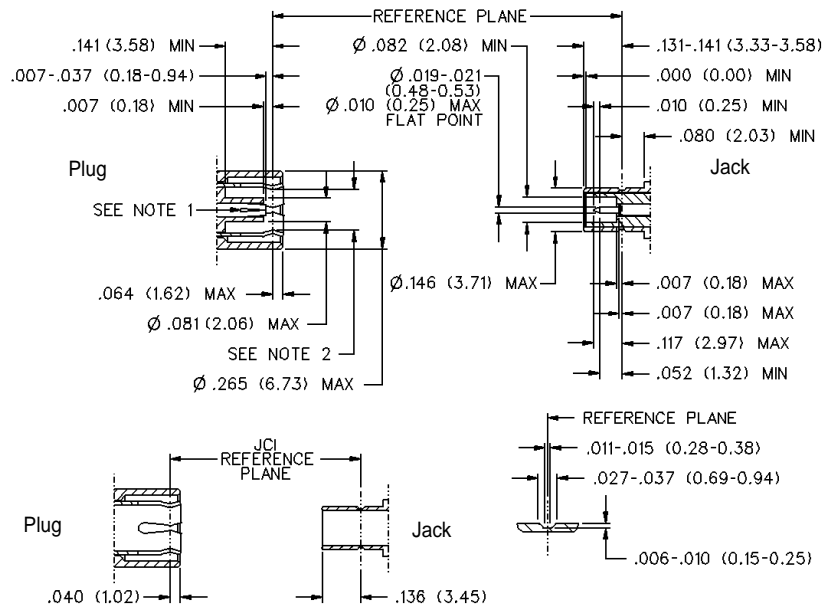 REFERENCE PLANE
.141 (3.58) MIN
Ø .082 (2.08) MIN
.131-.141 (3.33-3.58)
.007-.037 (0.18-0.94)
Ø .019-.021
(0.48-0.53)
.000 (0.00) MIN
.007 (0.18) MIN
Ø .010 (0.25) MAX
FLAT POINT
.010 (0.25) MIN
.080 (2.03) MIN
Plug
Jack
SEE NOTE 1
.064 (1.62) MAX
Ø .146 (3.71) MAX
.007 (0.18) MAX
Ø .081 (2.06) MAX
.007 (0.18) MAX
SEE NOTE 2
.117 (2.97) MAX
Ø .265 (6.73) MAX
.052 (1.32) MIN
REFERENCE PLANE
JCI
REFERENCE
PLANE
.011-.015 (0.28-0.38)
.027-.037 (0.69-0.94)
Plug
Jack
.006-.010 (0.15-0.25)
.040 (1.02)
.136 (3.45)